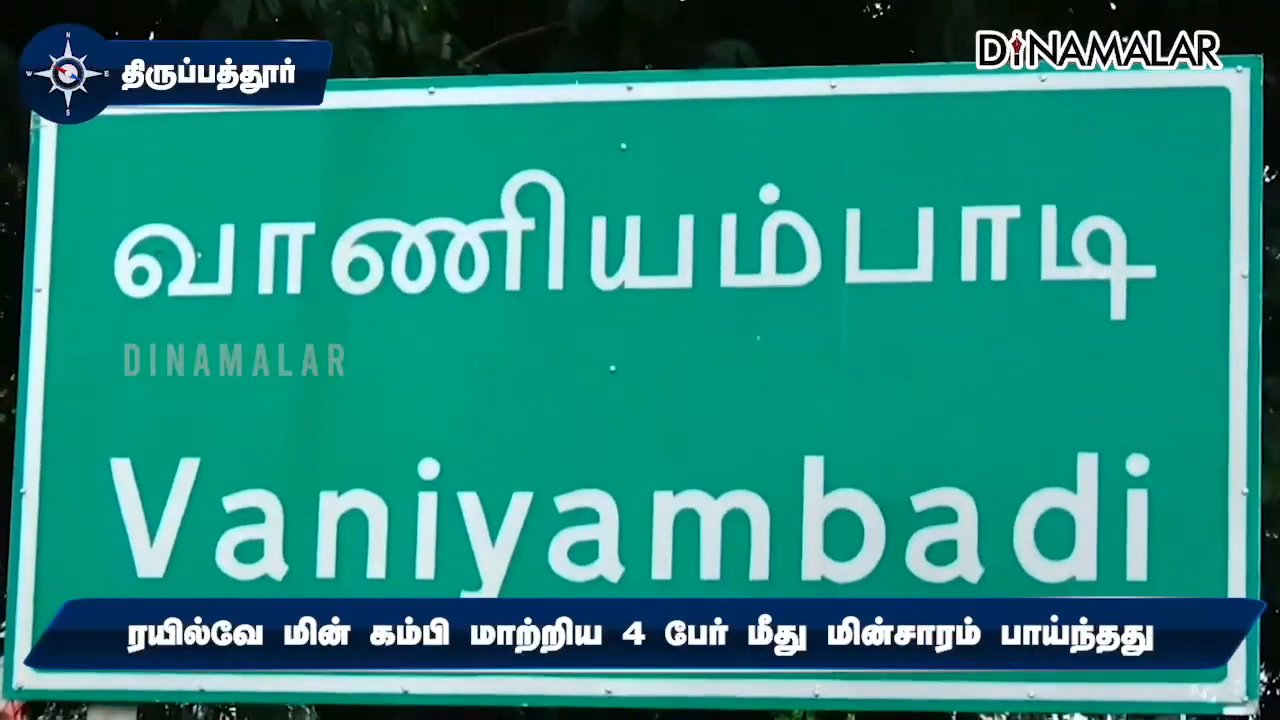 திருப்பத்தூர்
DINAMALAR
வாணியம்பாடி
DINAMALAR
Vaniyambadi
ரயில்வே மின் கம்பி மாற்றிய 4 பேர் மீது மின்சாரம் பாய்ந்தது